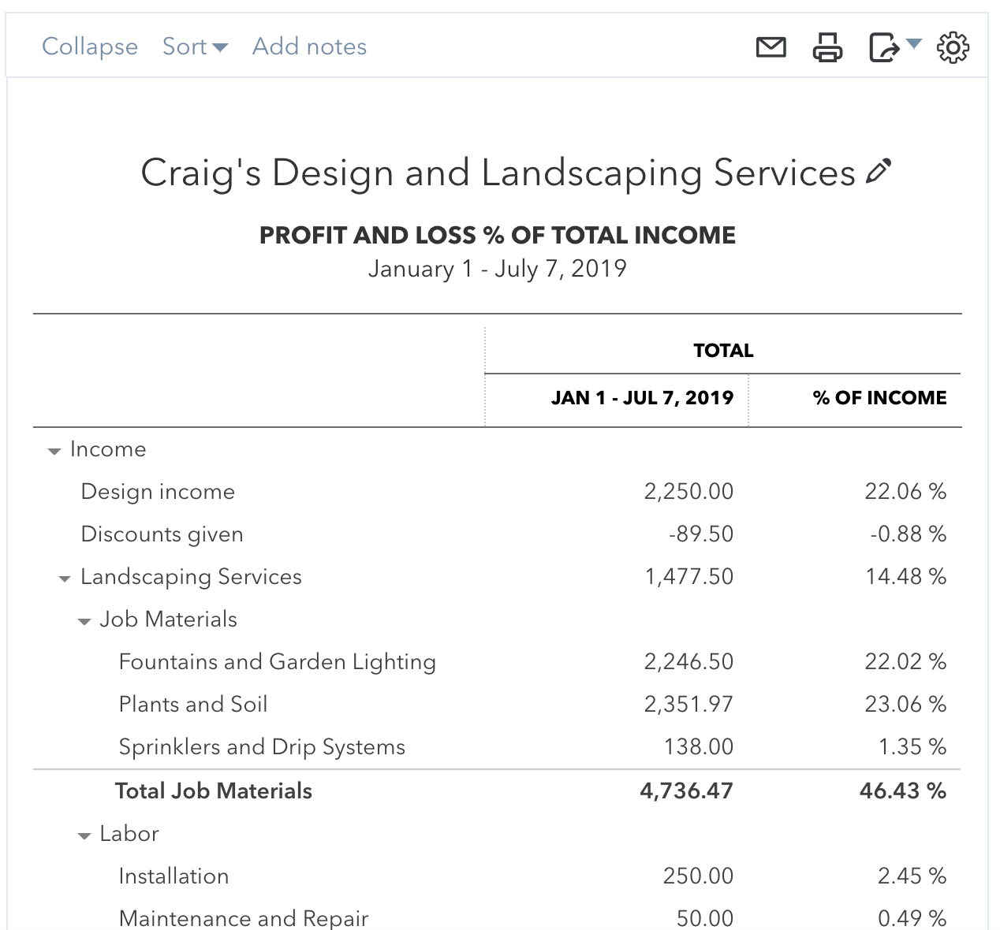 Collapse Sort Add notes
Craig's Design and Landscaping Services
PROFIT AND LOSS % OF TOTAL INCOME
January 1 - July 7, 2019
TOTAL
JAN 1 - JUL 7, 2019 % OF INCOME
Income
Design income 2,250.00 22.06 %
Discounts given -89.50 -0.88 %
Landscaping Services 1,477.50 14.48 %
Job Materials
Fountains and Garden Lighting 2,246.50 22.02 %
Plants and Soil 2,351.97 23.06 %
Sprinklers and Drip Systems 138.00 1.35 %
Total Job Materials 4,736.47 46.43 %
Labor
Installation 250.00 2.45 %
Maintenance and Repair 50.00 0.49 %